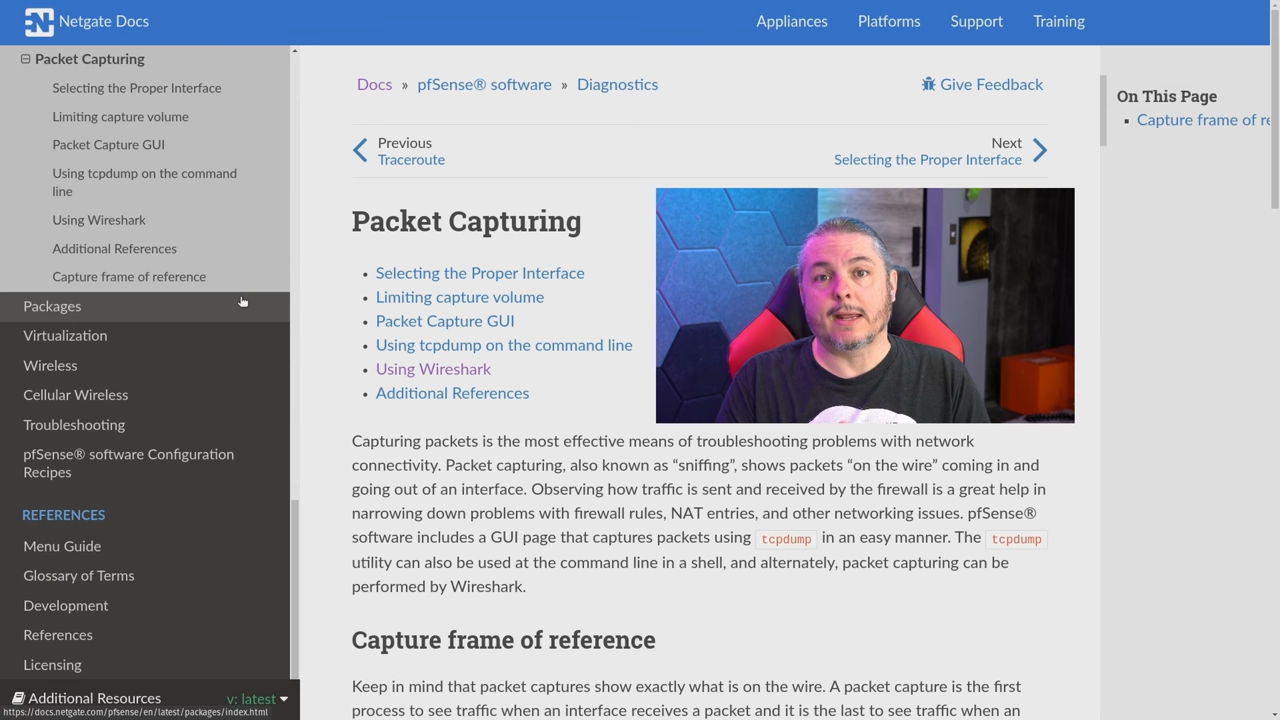 Netgate Docs
Appliances
Platforms
Support
Training
Packet Capturing
Selecting the Proper Interface
Limiting capture volume
Packet Capture GUI
Using tcpdump on the command
line
Using Wireshark
Additional References
Capture frame of reference
Packages
Virtualization
Wireless
Cellular Wireless
Troubleshooting
pfSense® software Configuration
Recipes
REFERENCES
Menu Guide
Glossary of Terms
Development
References
Licensing
Additional Resources v: latest
https://docs.netgate.com/pfsense/en/latest/packages/index.html
Docs » pfSense® software » Diagnostics
Give Feedback
Previous
Traceroute
Next
Selecting the Proper Interface
Packet Capturing
• Selecting the Proper Interface
• Limiting capture volume
• Packet Capture GUI
• Using tcpdump on the command line
• Using Wireshark
• Additional References
Capturing packets is the most effective means of troubleshooting problems with network
connectivity. Packet capturing, also known as “sniffing”, shows packets “on the wire” coming in and
going out of an interface. Observing how traffic is sent and received by the firewall is a great help in
narrowing down problems with firewall rules, NAT entries, and other networking issues. pfSense®
software includes a GUI page that captures packets using tcpdump in an easy manner. The tcpdump
utility can also be used at the command line in a shell, and alternately, packet capturing can be
performed by Wireshark.
Capture frame of reference
Keep in mind that packet captures show exactly what is on the wire. A packet capture is the first
process to see traffic when an interface receives a packet and it is the last to see traffic when an
On This Page
▪ Capture frame of re